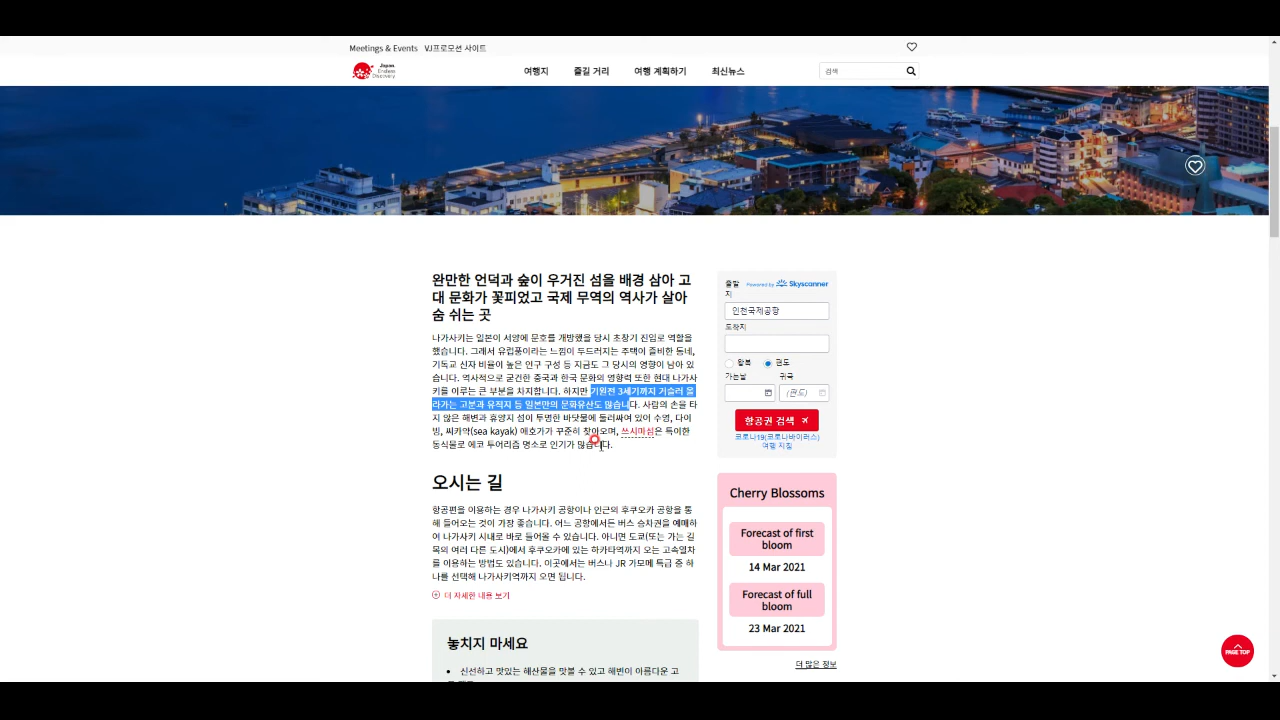 Meetings & Events VJ프로모션 사이트
Japan.
Endless
Discovery.
여행지 즐길 거리 여행 계획하기 최신뉴스
검색
완만한 언덕과 숲이 우거진 섬을 배경 삼아 고
대 문화가 꽃피었고 국제 무역의 역사가 살아
숨 쉬는 곳
나가사키는 일본이 서양에 문호를 개방했을 당시 초창기 진입로 역할을
했습니다. 그래서 유럽풍이라는 느낌이 두드러지는 주택이 즐비한 동네,
기독교 신자 비율이 높은 인구 구성 등 지금도 그 당시의 영향이 남아 있
습니다. 역사적으로 굳건한 중국과 한국 문화의 영향력 또한 현대 나가사
키를 이루는 큰 부분을 차지합니다. 하지만 기원전 3세기까지 거슬러 올
라가는 고분과 유적지 등 일본만의 문화유산도 많습니다. 사람의 손을 타
지 않은 해변과 휴양지 섬이 투명한 바닷물에 둘러싸여 있어 수영, 다이
빙, 씨카약(sea kayak) 애호가가 꾸준히 찾아오며, 쓰시마섬은 특이한
동식물로 에코 투어리즘 명소로 인기가 많습니다.
오시는 길
항공편을 이용하는 경우 나가사키 공항이나 인근의 후쿠오카 공항을 통
해 들어오는 것이 가장 좋습니다. 어느 공항에서든 버스 승차권을 예매하
여 나가사키 시내로 바로 들어올 수 있습니다. 아니면 도쿄(또는 가는 길
목의 여러 다른 도시)에서 후쿠오카에 있는 하카타역까지 오는 고속열차
를 이용하는 방법도 있습니다. 이곳에서는 버스나 JR 가모메 특급 중 하
나를 선택해 나가사키역까지 오면 됩니다.
더 자세한 내용 보기
놓치지 마세요
• 신선하고 맛있는 해산물을 맛볼 수 있고 해변이 아름다운 고
출발
지
Powered by Skyscanner
인천국제공항
도착지
왕복 편도
가는날 귀국
(편도)
항공권 검색
코로나19(코로나바이러스)
여행 지침
Cherry Blossoms
Forecast of first
bloom
14 Mar 2021
Forecast of full
bloom
23 Mar 2021
더 많은 정보
PAGE TOP